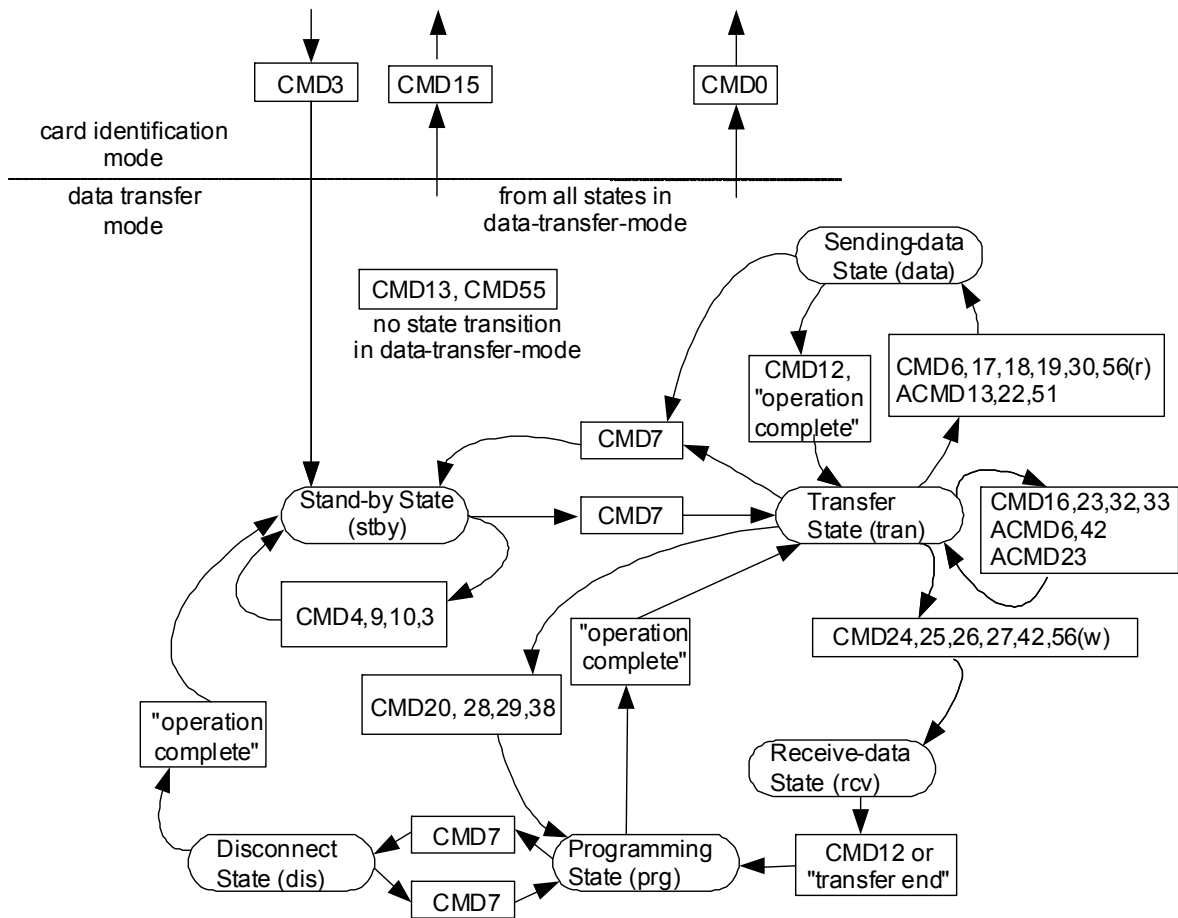 CMD3
CMD15
CMD0
card identification
mode
data transfer
mode
from all states in
data-transfer-mode
Sending-data
State (data)
CMD13, CMD55
no state transition
in data-transfer-mode
CMD12,
"operation
complete"
CMD6,17,18,19,30,56(r)
ACMD13,22,51
CMD7
Stand-by State
(stby)
CMD7
Transfer
State (tran)
CMD16,23,32,33
ACMD6,42
ACMD23
CMD4,9,10,3
"operation
complete"
CMD24,25,26,27,42,56(w)
CMD20, 28,29,38
"operation
complete"
Receive-data
State (rcv)
CMD7
Disconnect
State (dis)
Programming
State (prg)
CMD12 or
"transfer end"
CMD7